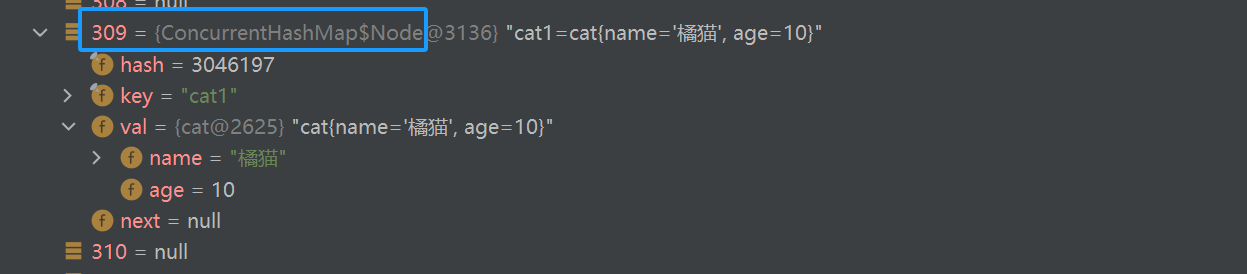 308 = null
309 = {ConcurrentHashMap$Node@3136} "cat1=cat{name='橘猫', age=10}"
f hash = 3046197
f key = "cat1"
f val = {cat@2625} "cat{name='橘猫', age=10}"
f name = "橘猫"
f age = 10
f next = null
310 = null